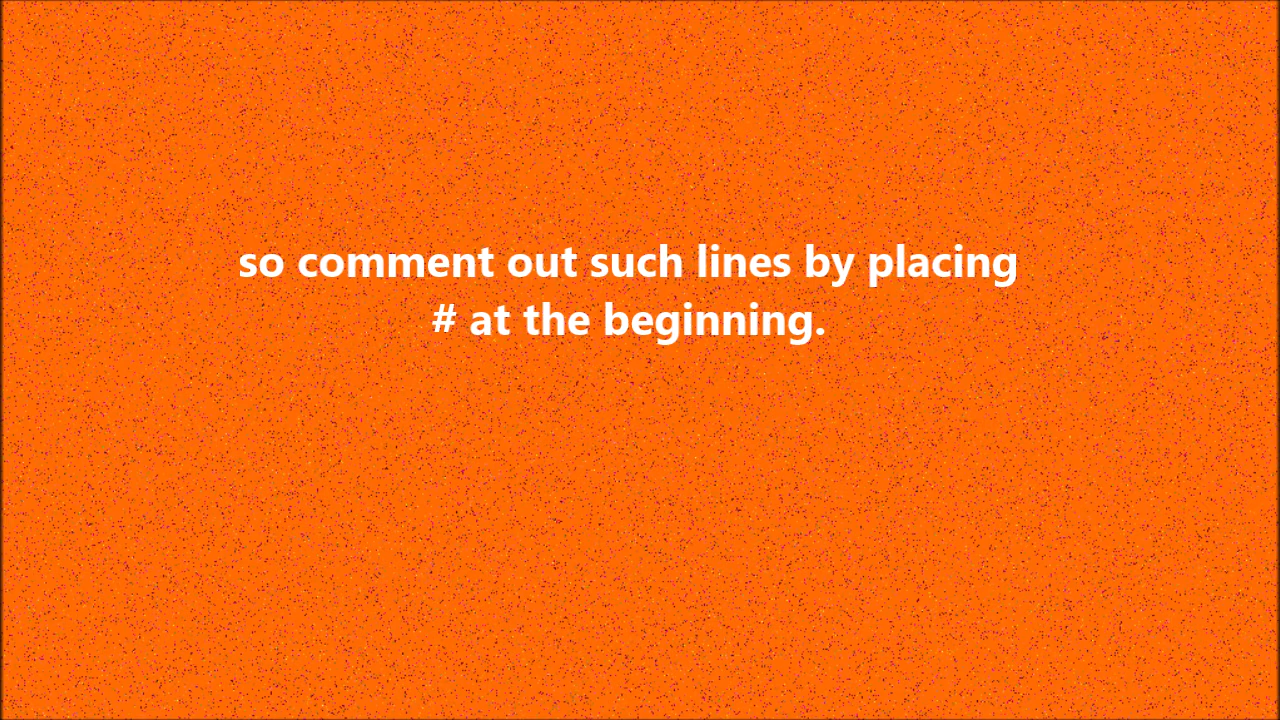 so comment out such lines by placing
# at the beginning.